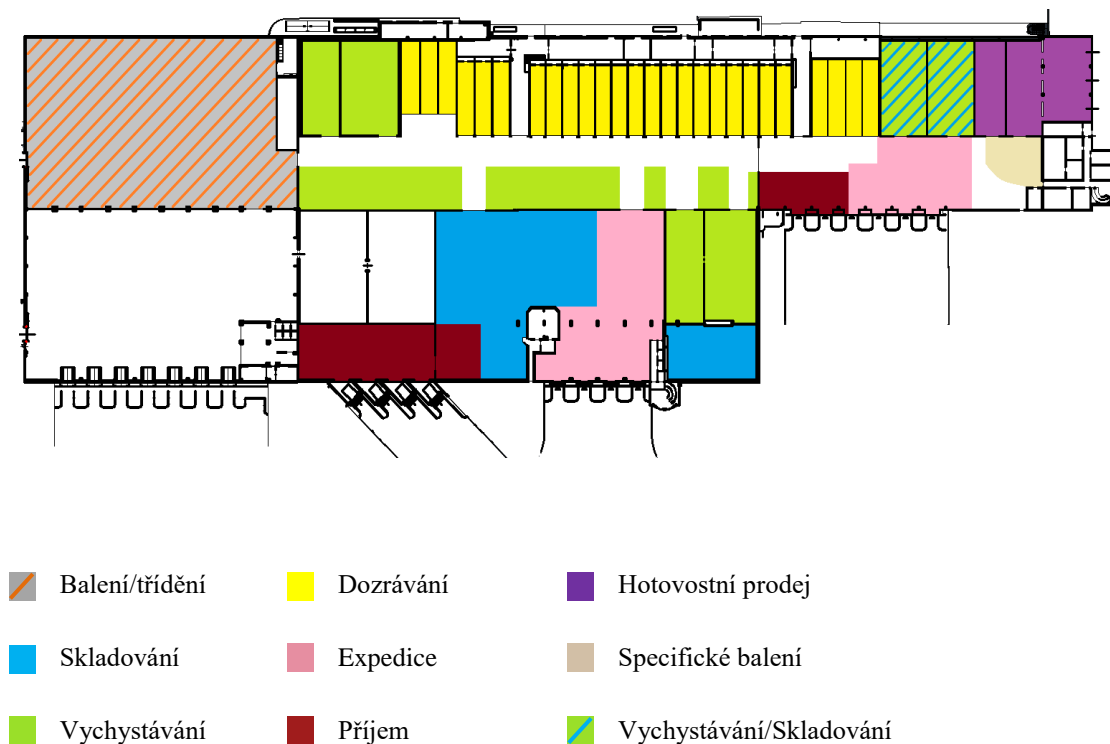 Balení/třídění
Dozrávání
Hotovostní prodej
Skladování
Expedice
Specifické balení
Vychystávání
Příjem
Vychystávání/Skladování